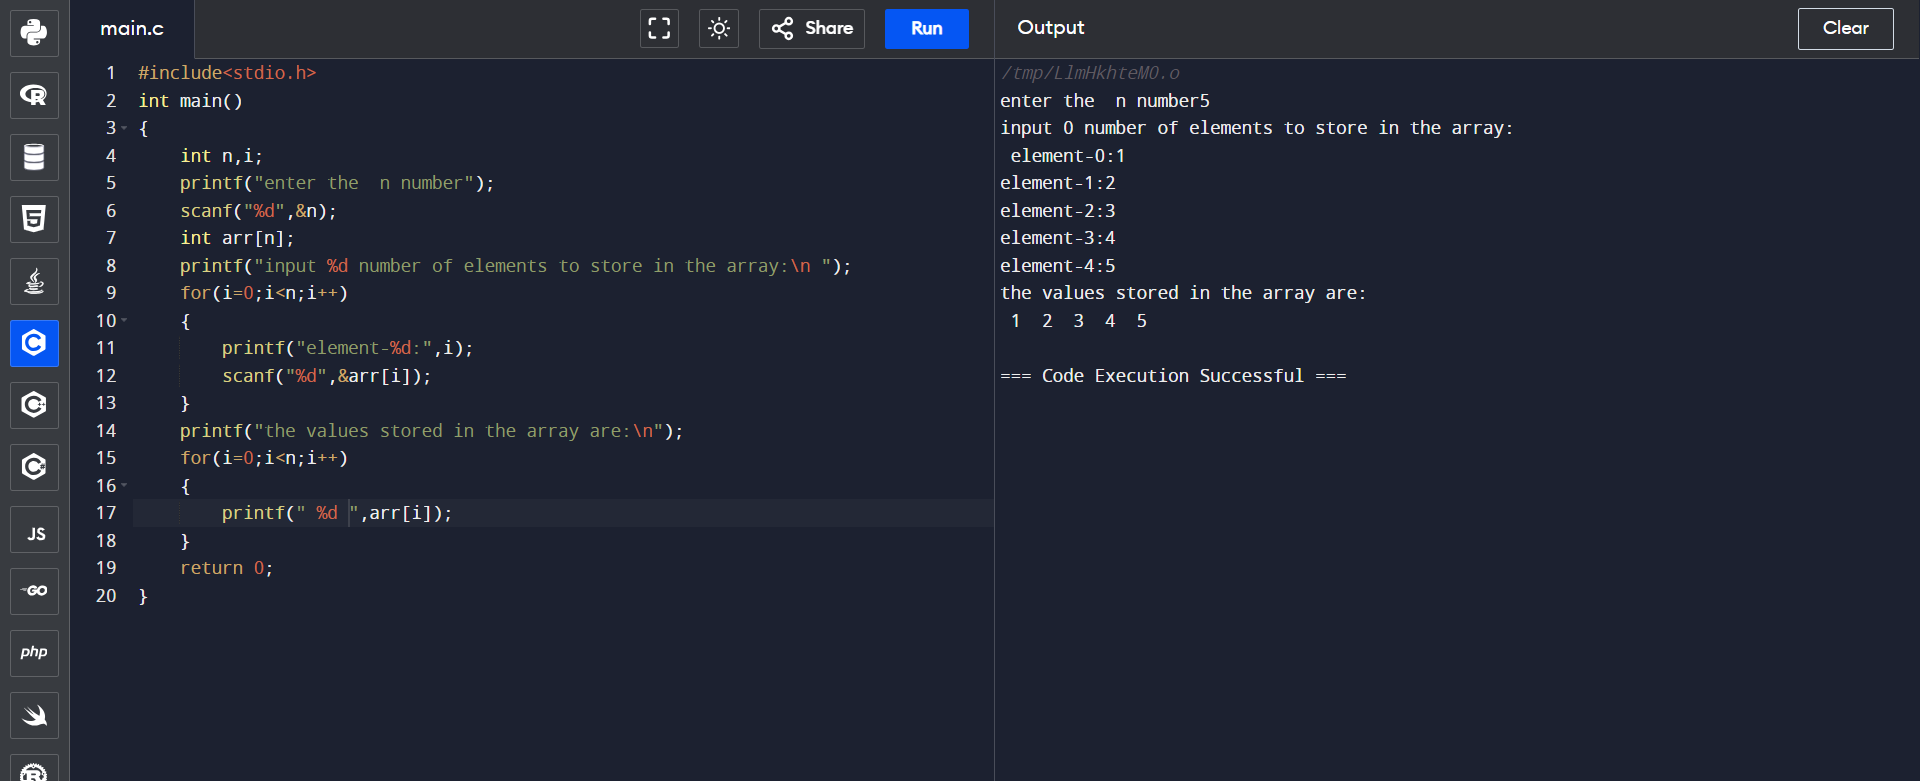 main.c
Share
Run
Output
Clear
1 #include<stdio.h>
2 int main()
3 {
4     int n,i;
5     printf("enter the  n number");
6     scanf("%d",&n);
7     int arr[n];
8     printf("input %d number of elements to store in the array:\n ");
9     for(i=0;i<n;i++)
10     {
11         printf("element-%d:",i);
12         scanf("%d",&arr[i]);
13     }
14     printf("the values stored in the array are:\n");
15     for(i=0;i<n;i++)
16     {
17         printf(" %d ",arr[i]);
18     }
19     return 0;
20 }
/tmp/LlmHkhteMO.o
enter the  n number5
input 0 number of elements to store in the array:
 element-0:1
element-1:2
element-2:3
element-3:4
element-4:5
the values stored in the array are:
 1  2  3  4  5
=== Code Execution Successful ===
R
5
C
C++
C#
JS
GO
php
R